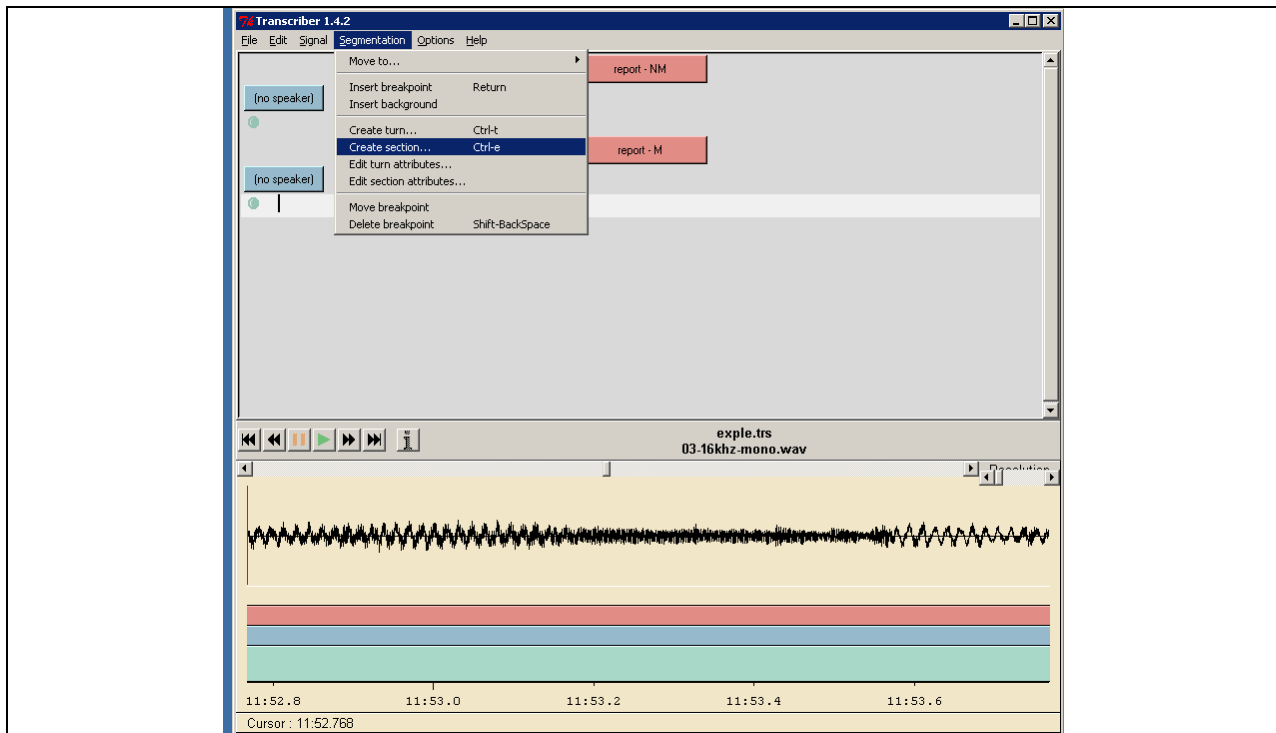 Transcriber 1.4.2
File Edit Signal Segmentation Options Help
Move to...
report - NM
Insert breakpoint Return
(no speaker)
Insert background
Create turn... Ctrl-t
Create section... Ctrl-e
report - M
Edit turn attributes...
(no speaker)
Edit section attributes...
Move breakpoint
Delete breakpoint Shift-BackSpace
exple.trs
03-16khz-mono.wav
Resolution
11:52.8 11:53.0 11:53.2 11:53.4 11:53.6
Cursor : 11:52.768